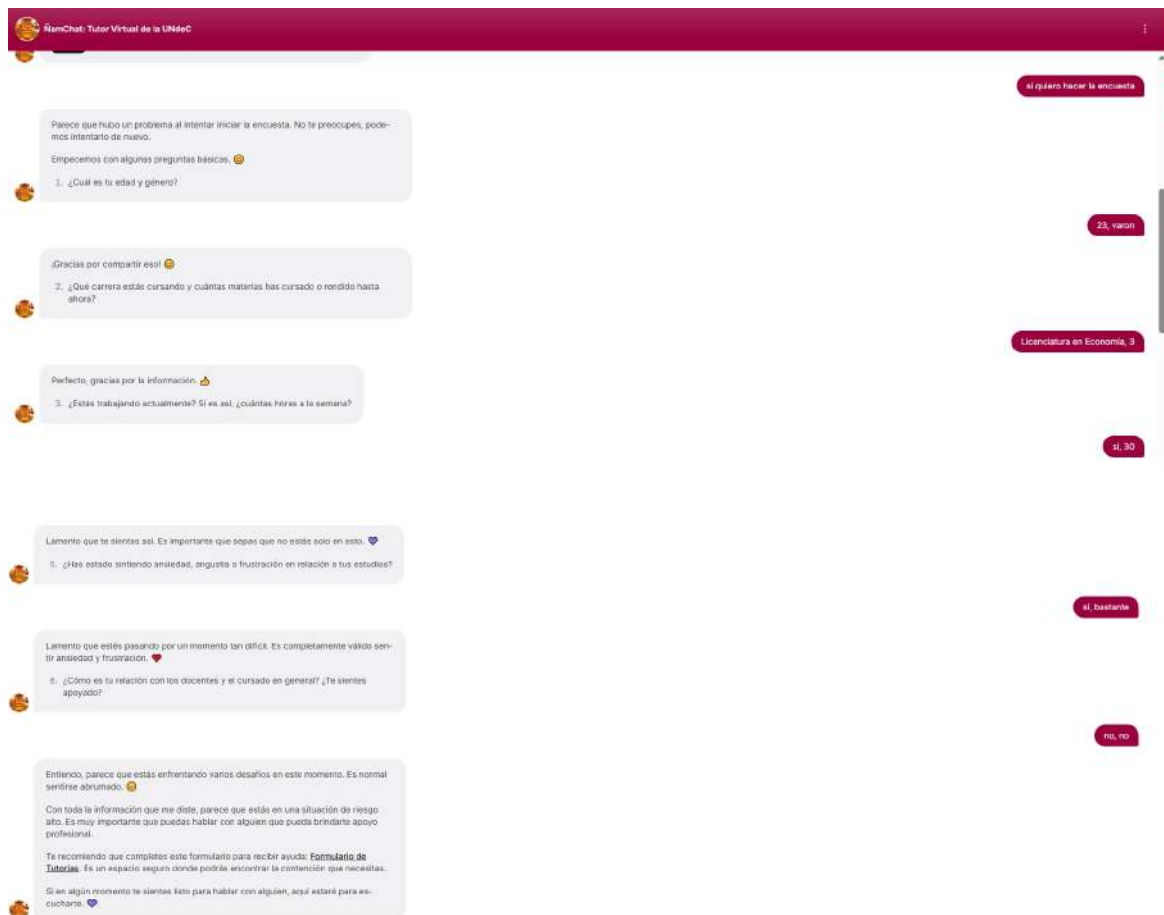 ÑamChat: Tutor Virtual de la UNdeC
si quiero hacer la encuesta
Parece que hubo un problema al intentar iniciar la encuesta. No te preocupes, pode-
mos intentarlo de nuevo.
Empecemos con algunas preguntas básicas. 😊
1. ¿Cuál es tu edad y género?
23, varon
¡Gracias por compartir eso! 😊
2. ¿Qué carrera estás cursando y cuántas materias has cursado o rendido hasta
ahora?
Licenciatura en Economía, 3
Perfecto, gracias por la información. 👍
3. ¿Estás trabajando actualmente? Si es así, ¿cuántas horas a la semana?
si, 30
Lamento que te sientas así. Es importante que sepas que no estás solo en esto. 💙
5. ¿Has estado sintiendo ansiedad, angustia o frustración en relación a tus estudios?
si, bastante
Lamento que estés pasando por un momento tan difícil. Es completamente válido sen-
tir ansiedad y frustración. ❤️
6. ¿Cómo es tu relación con los docentes y el cursado en general? ¿Te sientes
apoyado?
no, no
Entiendo, parece que estás enfrentando varios desafíos en este momento. Es normal
sentirse abrumado. 😔
Con toda la información que me diste, parece que estás en una situación de riesgo
alto. Es muy importante que puedas hablar con alguien que pueda brindarte apoyo
profesional.
Te recomiendo que completes este formulario para recibir ayuda: Formulario de
Tutorías. Es un espacio seguro donde podrás encontrar la contención que necesitas.
Si en algún momento te sientes listo para hablar con alguien, aquí estaré para es-
cucharte. 💙